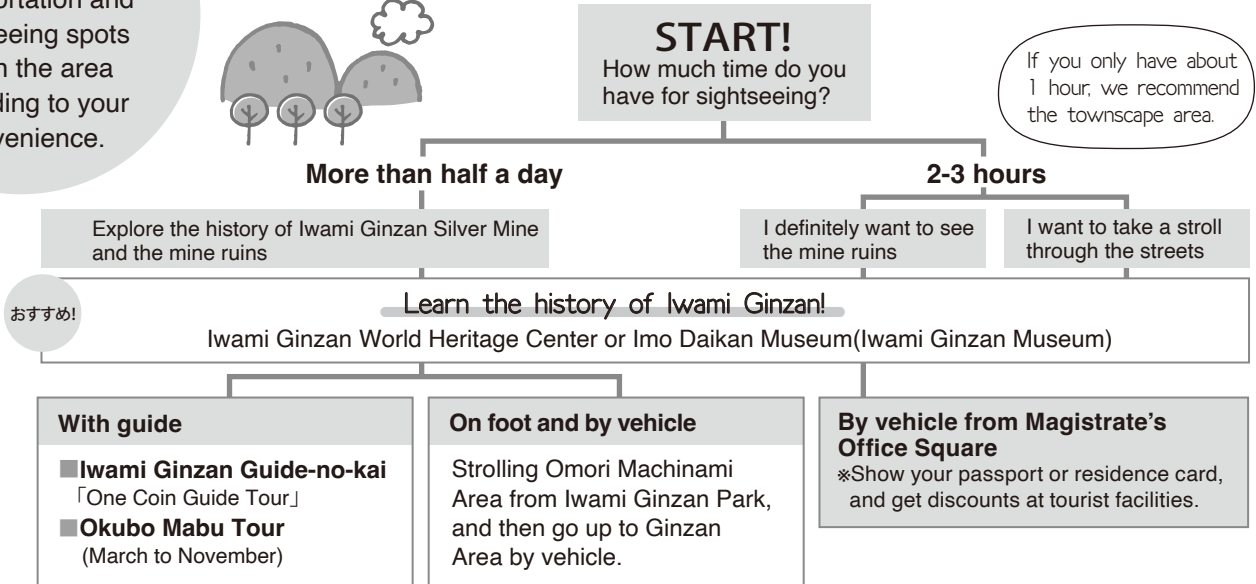 and
eeing spots
the area
ding to your
venience.
START!
How much time do you
have for sightseeing?
If you only have about
1 hour, we recommend
the townscape area.
More than half a day
2-3 hours
Explore the history of Iwami Ginzan Silver Mine
and the mine ruins
I definitely want to see
the mine ruins
I want to take a stroll
through the streets
おすすめ!
Learn the history of Iwami Ginzan!
Iwami Ginzan World Heritage Center or Imo Daikan Museum(Iwami Ginzan Museum)
With guide
■Iwami Ginzan Guide-no-kai
「One Coin Guide Tour」
■Okubo Mabu Tour
(March to November)
On foot and by vehicle
Strolling Omori Machinami
Area from Iwami Ginzan Park,
and then go up to Ginzan
Area by vehicle.
By vehicle from Magistrate's
Office Square
※Show your passport or residence card,
and get discounts at tourist facilities.